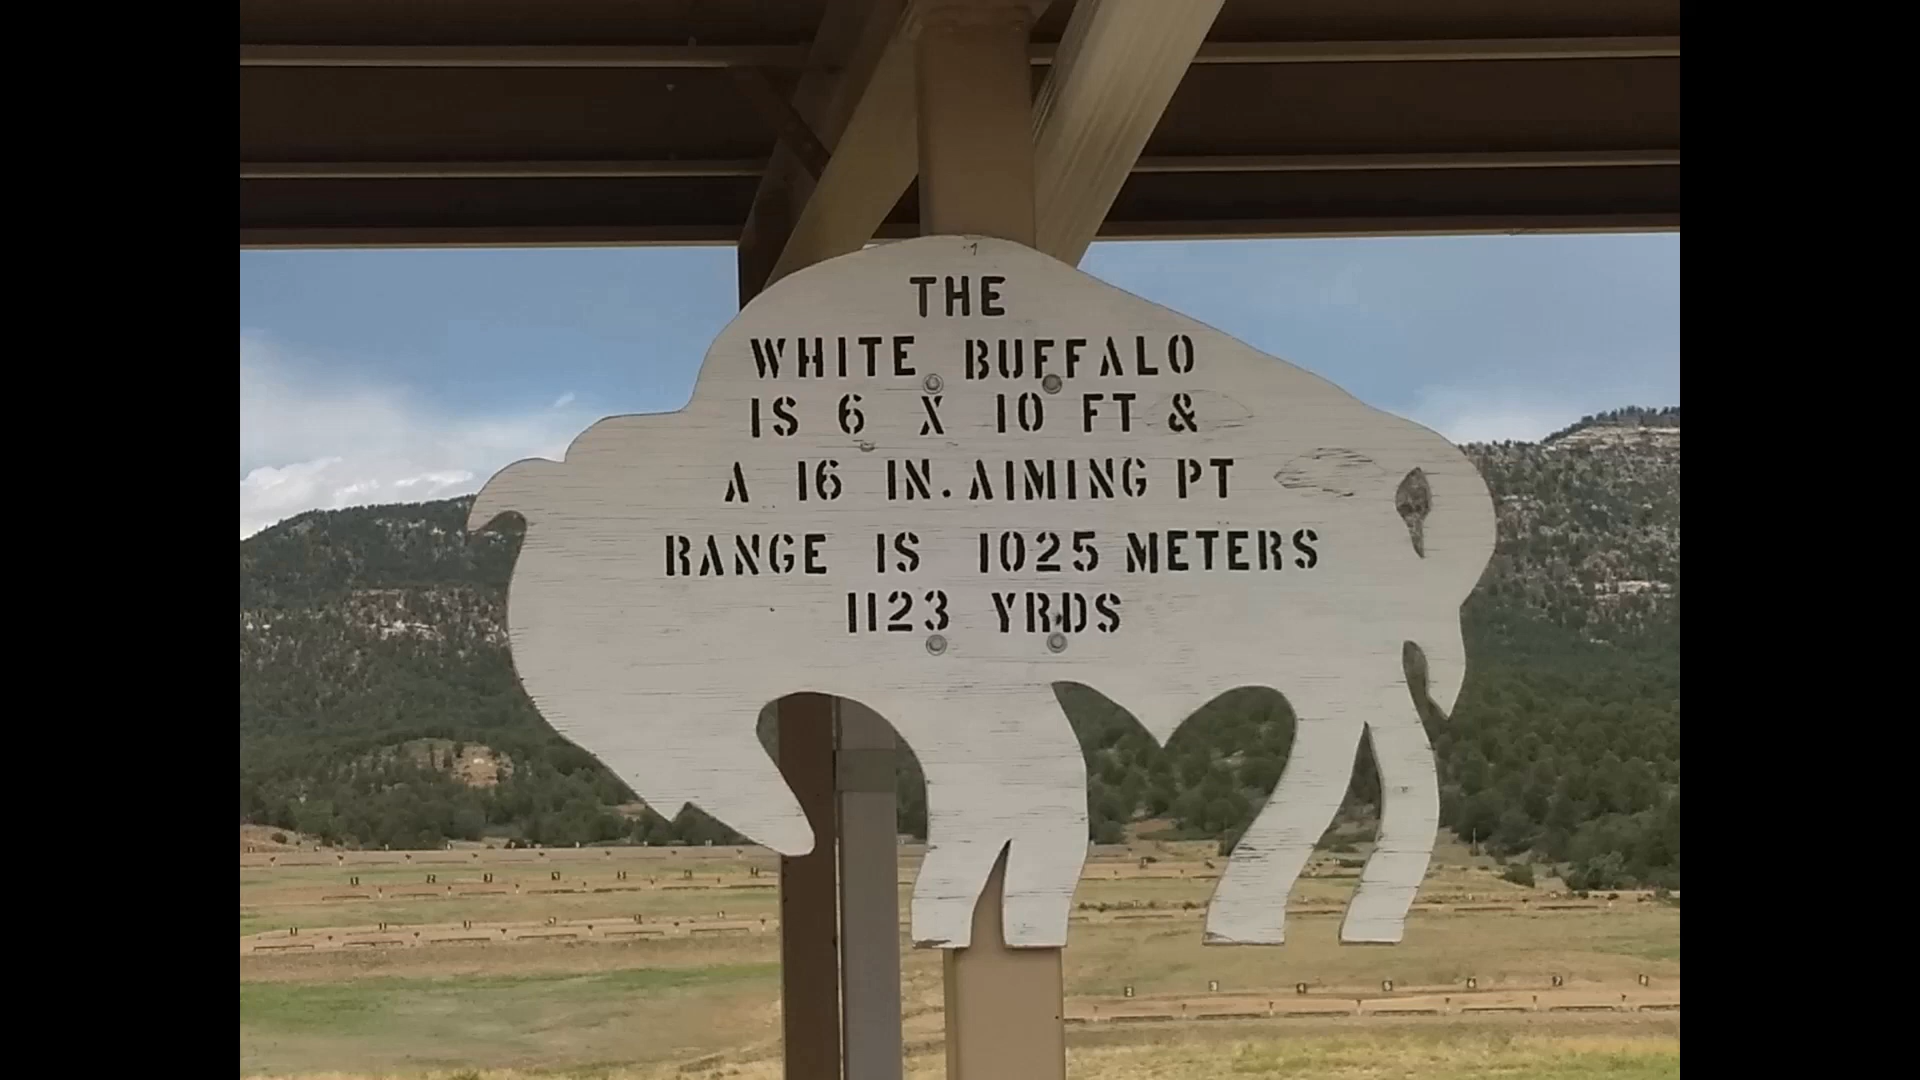 THE
WHITE BUFFALO
IS 6 X 10 FT &
A 16 IN. AIMING PT
RANGE IS 1025 METERS
1123 YRDS